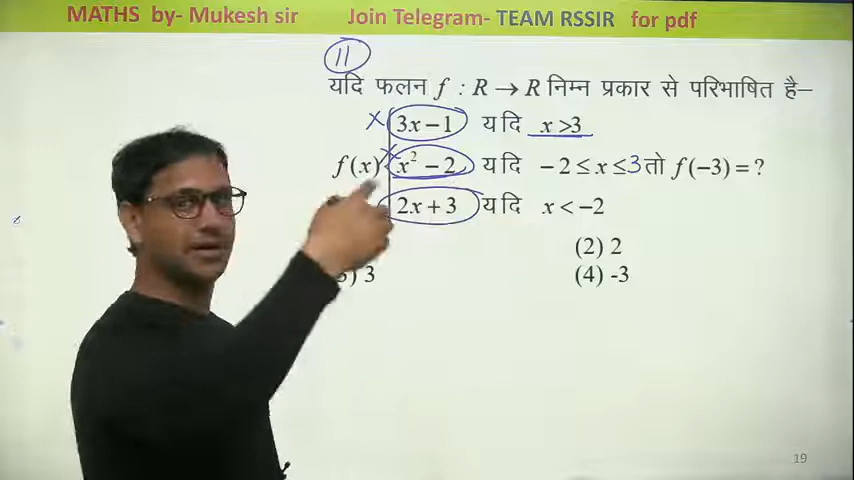 MATHS by- Mukesh sir Join Telegram- TEAM RSSIR for pdf
11
यदि फलन f : R → R निम्न प्रकार से परिभाषित है–
3x – 1 यदि x >3
f(x) x² – 2 यदि – 2 ≤ x ≤ 3 तो f(–3) = ?
2x + 3 यदि x < –2
(2) 2
) 3 (4) -3
19